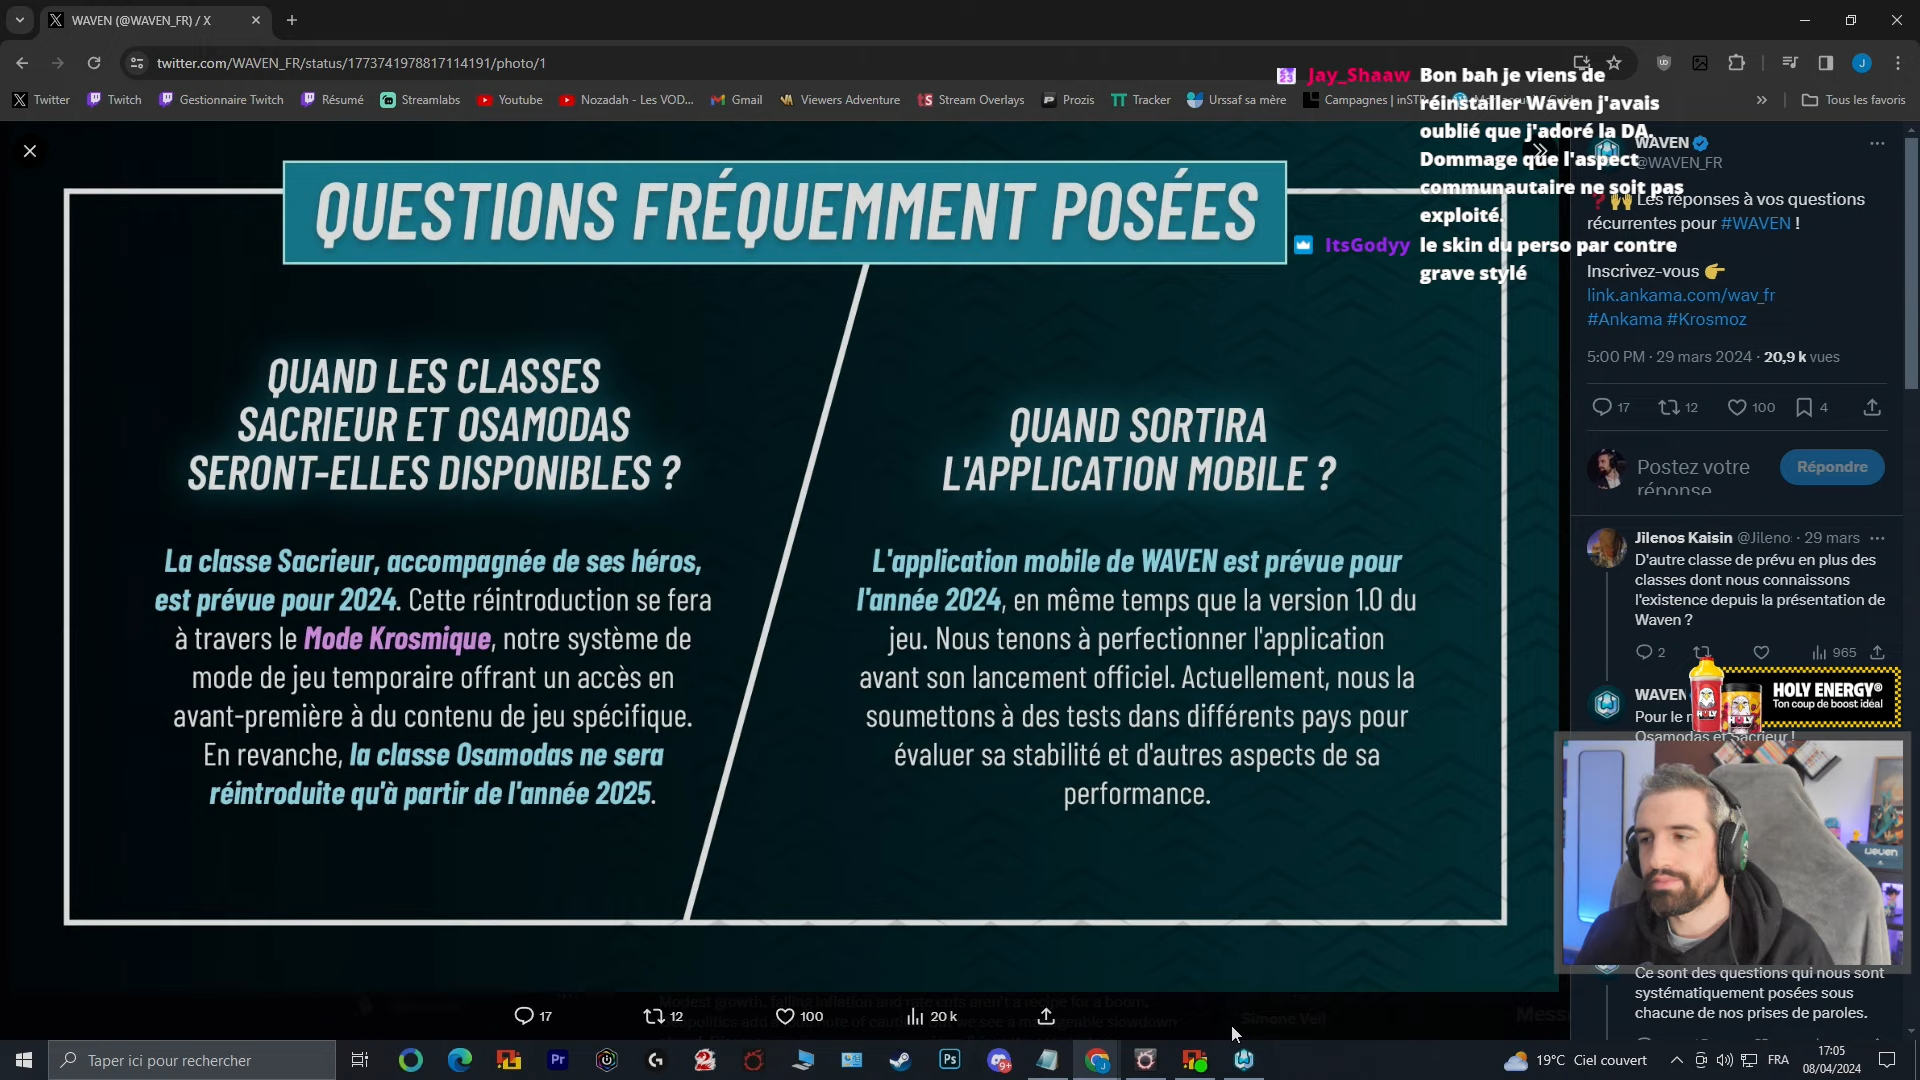 WAVEN (@WAVEN_FR) / X
twitter.com/WAVEN_FR/status/1773741978817114191/photo/1
Twitter
Twitch
Gestionnaire Twitch
Résumé
Streamlabs
Youtube
Nozadah - Les VOD...
Gmail
Viewers Adventure
Stream Overlays
Prozis
Tracker
Urssaf sa mère
Tous les favoris
Jay_Shaaw Bon bah je viens de
réinstaller Waven j'avais
oublié que j'adoré la DA.
Dommage que l'aspect
communautaire ne soit pas
exploité.
ItsGodyy le skin du perso par contre
grave stylé
QUESTIONS FRÉQUEMMENT POSÉES
QUAND LES CLASSES
SACRIEUR ET OSAMODAS
SERONT-ELLES DISPONIBLES ?
La classe Sacrieur, accompagnée de ses héros,
est prévue pour 2024. Cette réintroduction se fera
à travers le Mode Krosmique, notre système de
mode de jeu temporaire offrant un accès en
avant-première à du contenu de jeu spécifique.
En revanche, la classe Osamodas ne sera
réintroduite qu'à partir de l'année 2025.
QUAND SORTIRA
L'APPLICATION MOBILE ?
L'application mobile de WAVEN est prévue pour
l'année 2024, en même temps que la version 1.0 du
jeu. Nous tenons à perfectionner l'application
avant son lancement officiel. Actuellement, nous la
soumettons à des tests dans différents pays pour
évaluer sa stabilité et d'autres aspects de sa
performance.
17
12
100
20 k
WAVEN
@WAVEN_FR
Les réponses à vos questions
récurrentes pour #WAVEN !
Inscrivez-vous
link.ankama.com/wav_fr
#Ankama #Krosmoz
5:00 PM · 29 mars 2024 · 20,9 k vues
17
12
100
4
Postez votre
réponse
Répondre
Jilenos Kaisin @Jileno · 29 mars
D'autre classe de prévu en plus des
classes dont nous connaissons
l'existence depuis la présentation de
Waven ?
2
965
WAVEN
Pour le
Osamodas et Sacrieur !
HOLY ENERGY®
Ton coup de boost idéal
Ce sont des questions qui nous sont
systématiquement posées sous
chacune de nos prises de paroles.
Taper ici pour rechercher
19°C Ciel couvert
FRA
17:05
08/04/2024